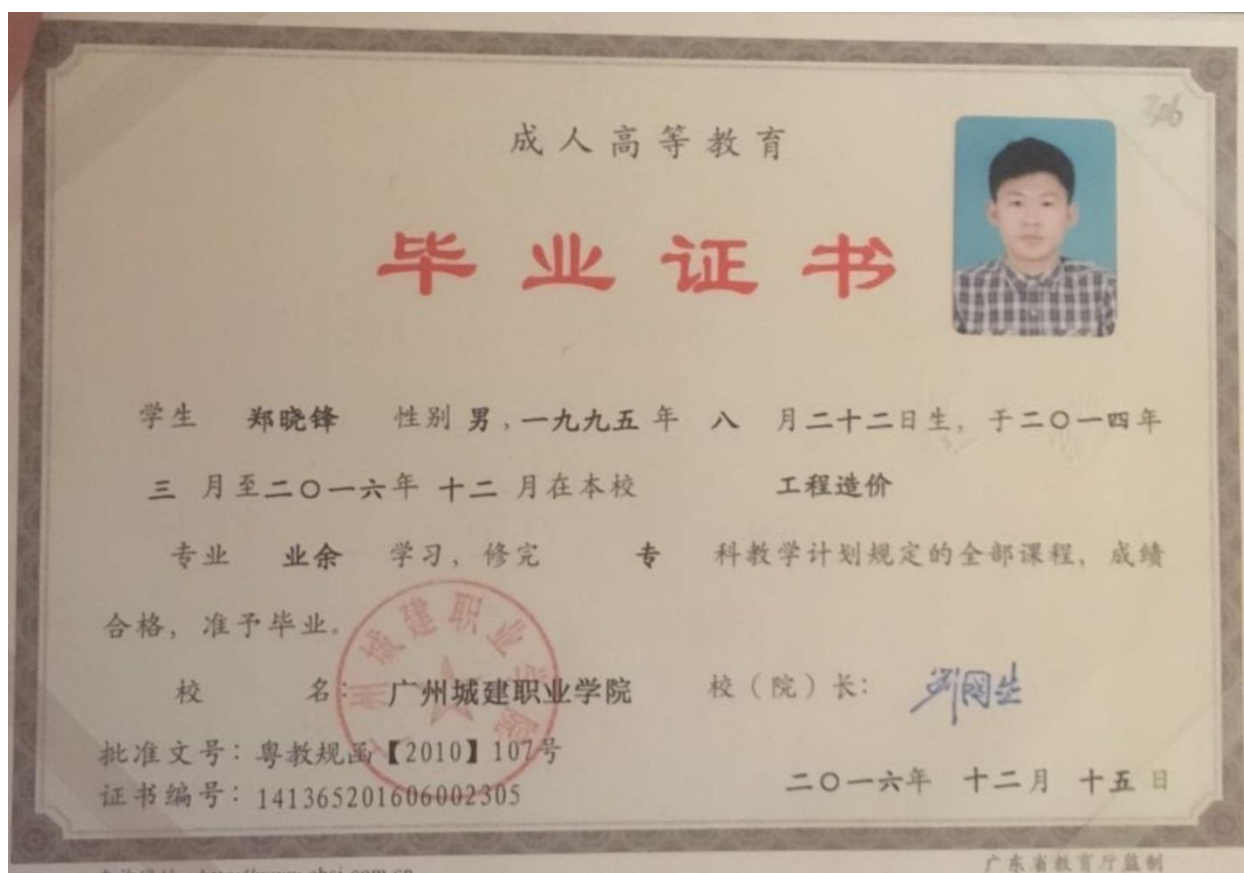 成人高等教育
毕业证书
学生 郑晓锋 性别 男，一九九五 年 八 月二十二日生，于二〇一四年
三 月至二〇一六年 十二 月在本校 工程造价
专业 业余 学习，修完 专 科教学计划规定的全部课程，成绩
合格，准予毕业。
校 名：广州城建职业学院 校（院）长：
批准文号：粤教规函【2010】107号
证书编号：141365201606002305
二〇一六年 十二月 十五 日
广东省教育厅监制